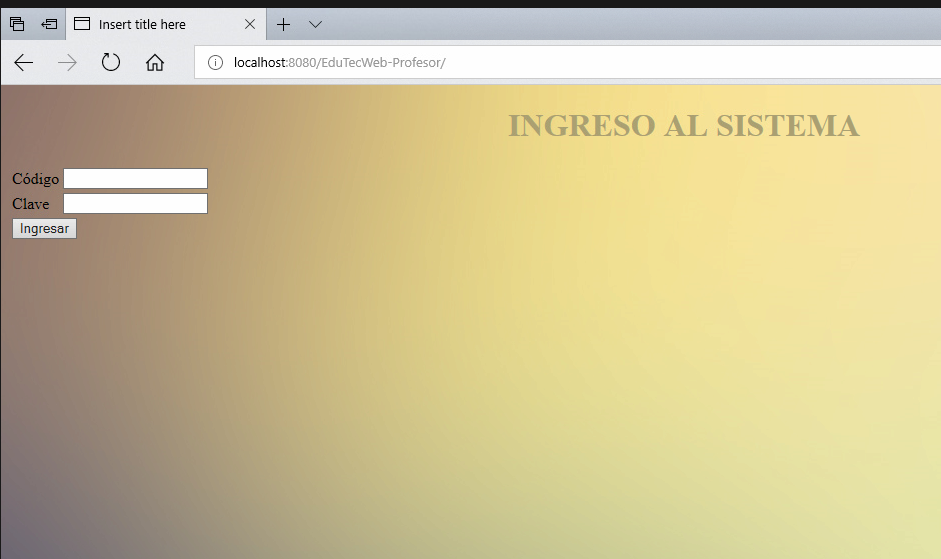 Insert title here
localhost:8080/EduTecWeb-Profesor/
INGRESO AL SISTEMA
Código
Clave
Ingresar